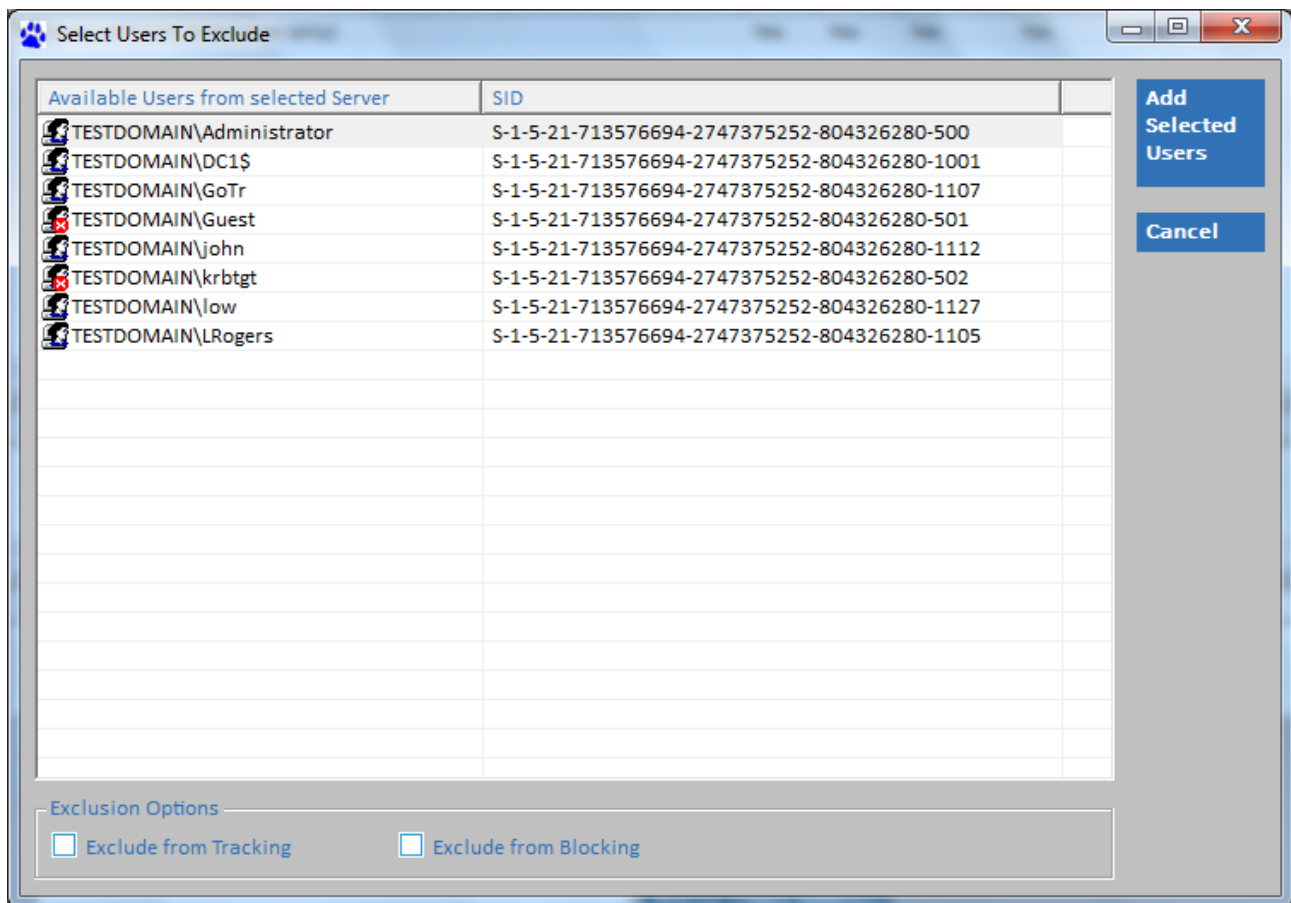 Select Users To Exclude
Available Users from selected Server SID
TESTDOMAIN\Administrator S-1-5-21-713576694-2747375252-804326280-500
TESTDOMAIN\DC1$ S-1-5-21-713576694-2747375252-804326280-1001
TESTDOMAIN\GoTr S-1-5-21-713576694-2747375252-804326280-1107
TESTDOMAIN\Guest S-1-5-21-713576694-2747375252-804326280-501
TESTDOMAIN\john S-1-5-21-713576694-2747375252-804326280-1112
TESTDOMAIN\krbtgt S-1-5-21-713576694-2747375252-804326280-502
TESTDOMAIN\low S-1-5-21-713576694-2747375252-804326280-1127
TESTDOMAIN\LRogers S-1-5-21-713576694-2747375252-804326280-1105
Add
Selected
Users
Cancel
Exclusion Options
Exclude from Tracking Exclude from Blocking